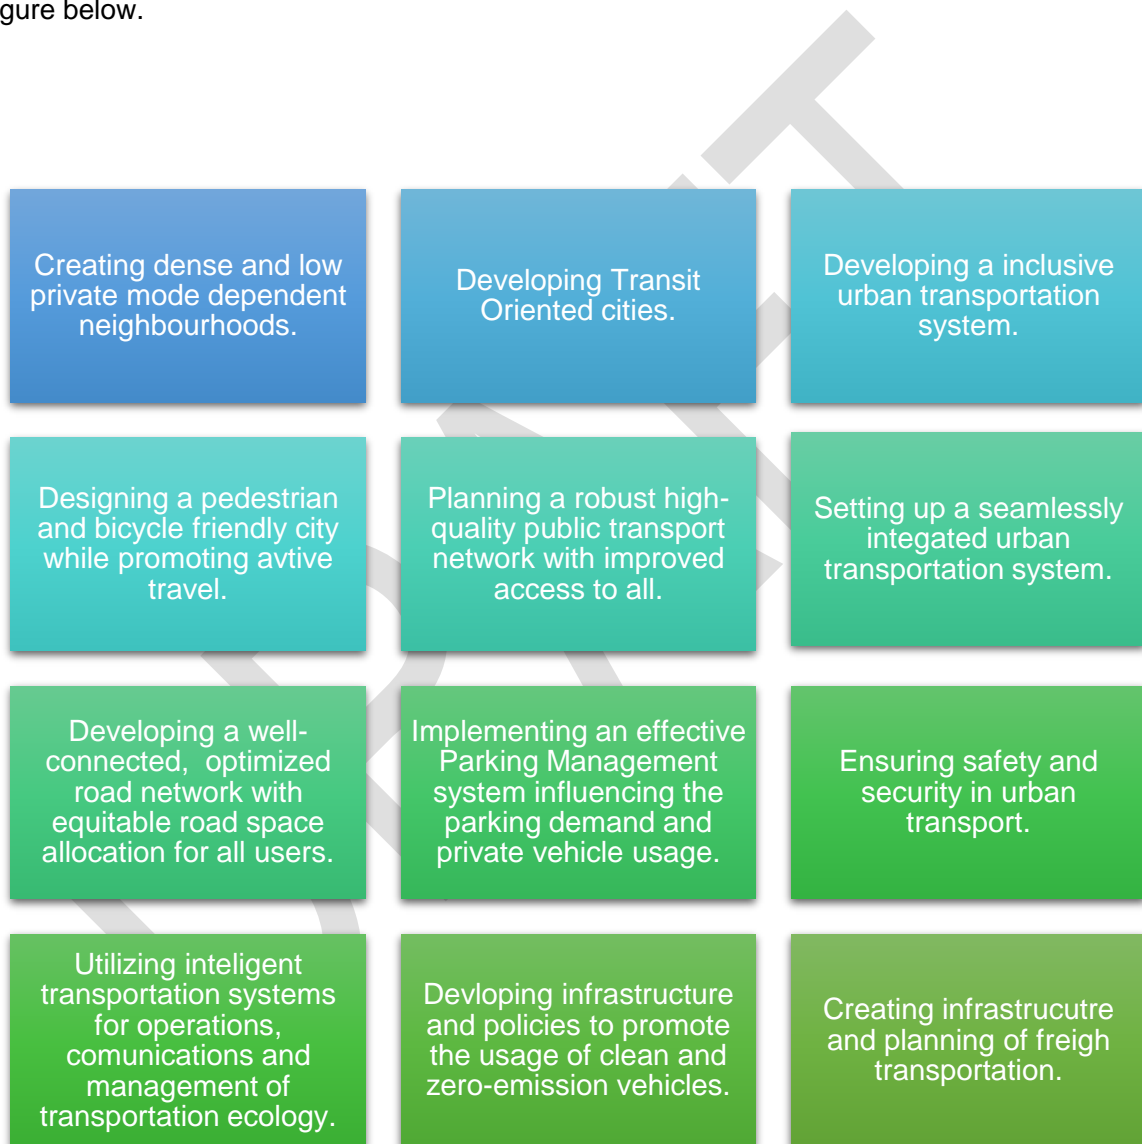 gure below.
Creating dense and low
private mode dependent
neighbourhoods.
Developing Transit
Oriented cities.
Developing a inclusive
urban transportation
system.
Designing a pedestrian
and bicycle friendly city
while promoting avtive
travel.
Planning a robust high-
quality public transport
network with improved
access to all.
Setting up a seamlessly
integated urban
transportation system.
Developing a well-
connected,  optimized
road network with
equitable road space
allocation for all users.
Implementing an effective
Parking Management
system influencing the
parking demand and
private vehicle usage.
Ensuring safety and
security in urban
transport.
Utilizing inteligent
transportation systems
for operations,
comunications and
management of
transportation ecology.
Devloping infrastructure
and policies to promote
the usage of clean and
zero-emission vehicles.
Creating infrastrucutre
and planning of freigh
transportation.
DRAFT